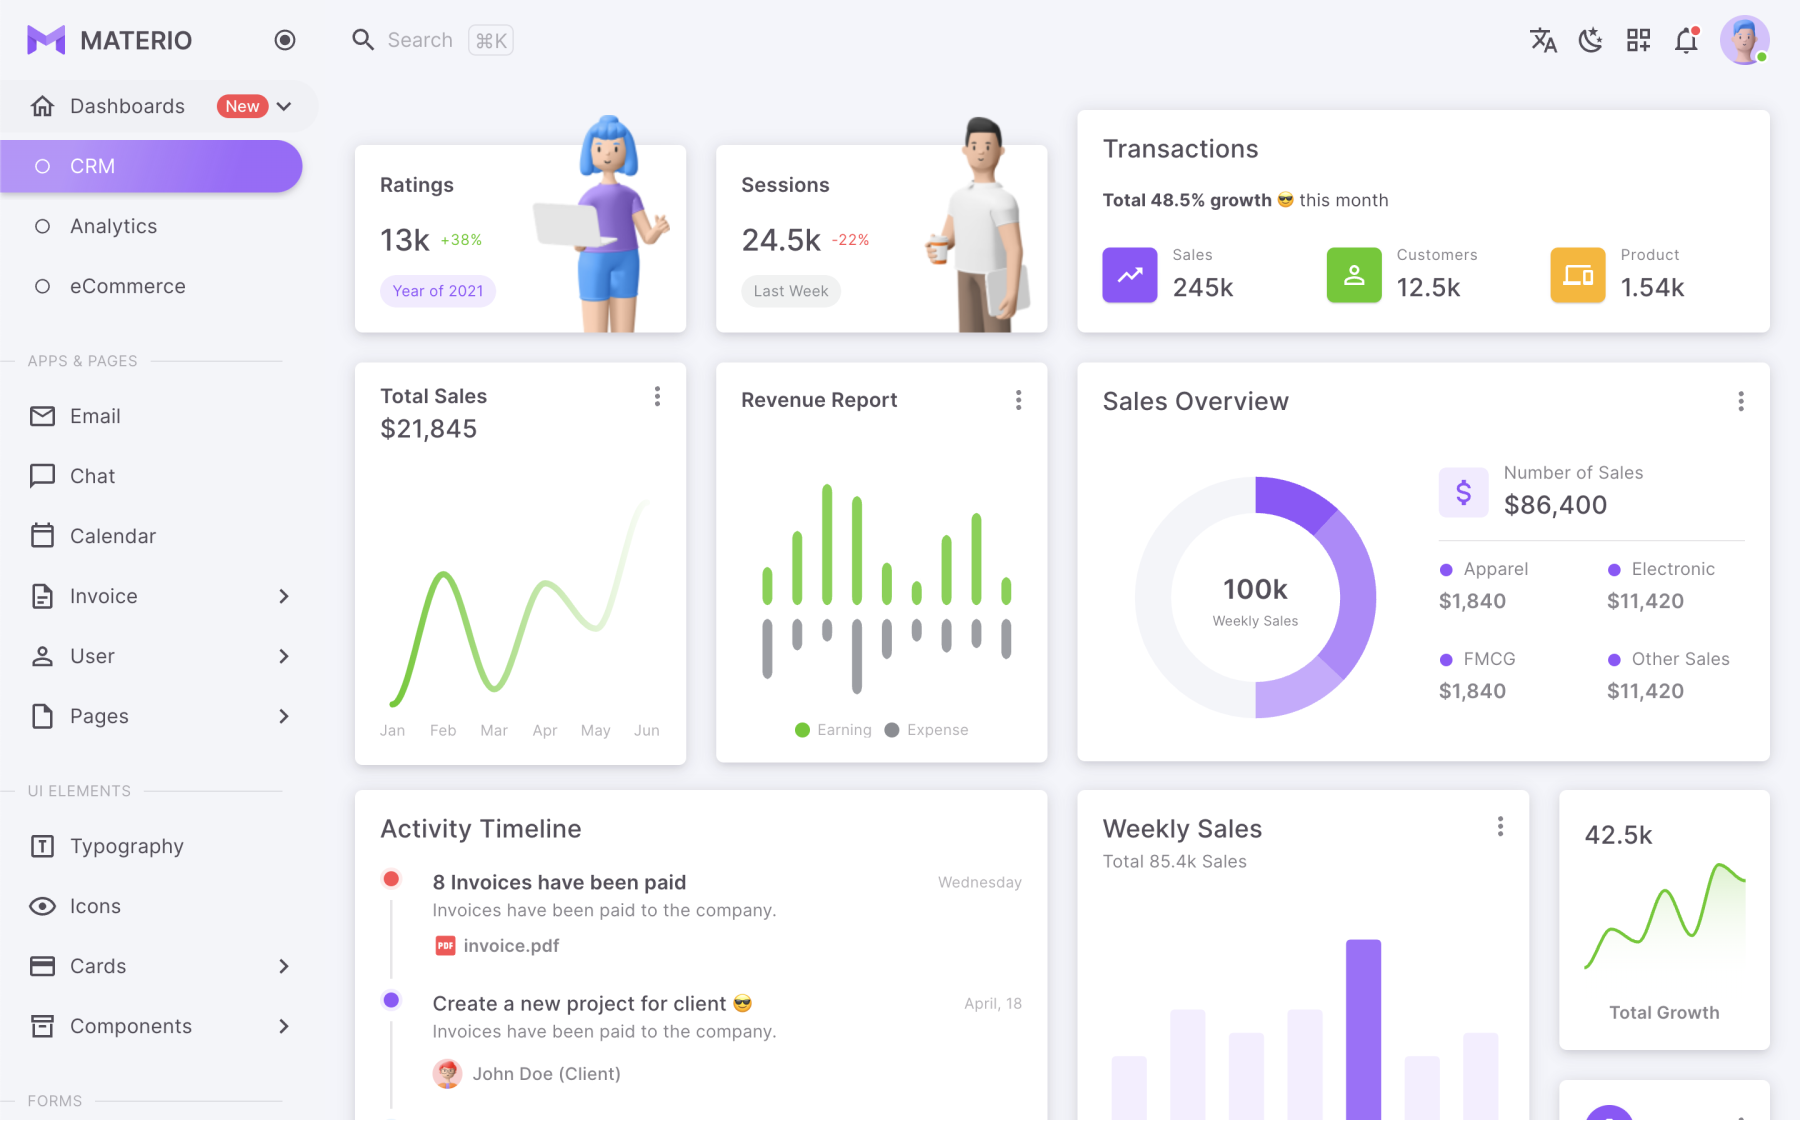 MATERIO
Search ⌘K
Dashboards New
CRM
Analytics
eCommerce
APPS & PAGES
Email
Chat
Calendar
Invoice
User
Pages
UI ELEMENTS
Typography
Icons
Cards
Components
FORMS
Ratings
13k +38%
Year of 2021
Sessions
24.5k -22%
Last Week
Transactions
Total 48.5% growth 😎 this month
Sales
245k
Customers
12.5k
Product
1.54k
Total Sales
$21,845
Jan Feb Mar Apr May Jun
Revenue Report
Earning Expense
Sales Overview
100k
Weekly Sales
$
Number of Sales
$86,400
Apparel
$1,840
Electronic
$11,420
FMCG
$1,840
Other Sales
$11,420
Activity Timeline
8 Invoices have been paid Wednesday
Invoices have been paid to the company.
PDF invoice.pdf
Create a new project for client 😎 April, 18
Invoices have been paid to the company.
John Doe (Client)
Weekly Sales
Total 85.4k Sales
42.5k
Total Growth